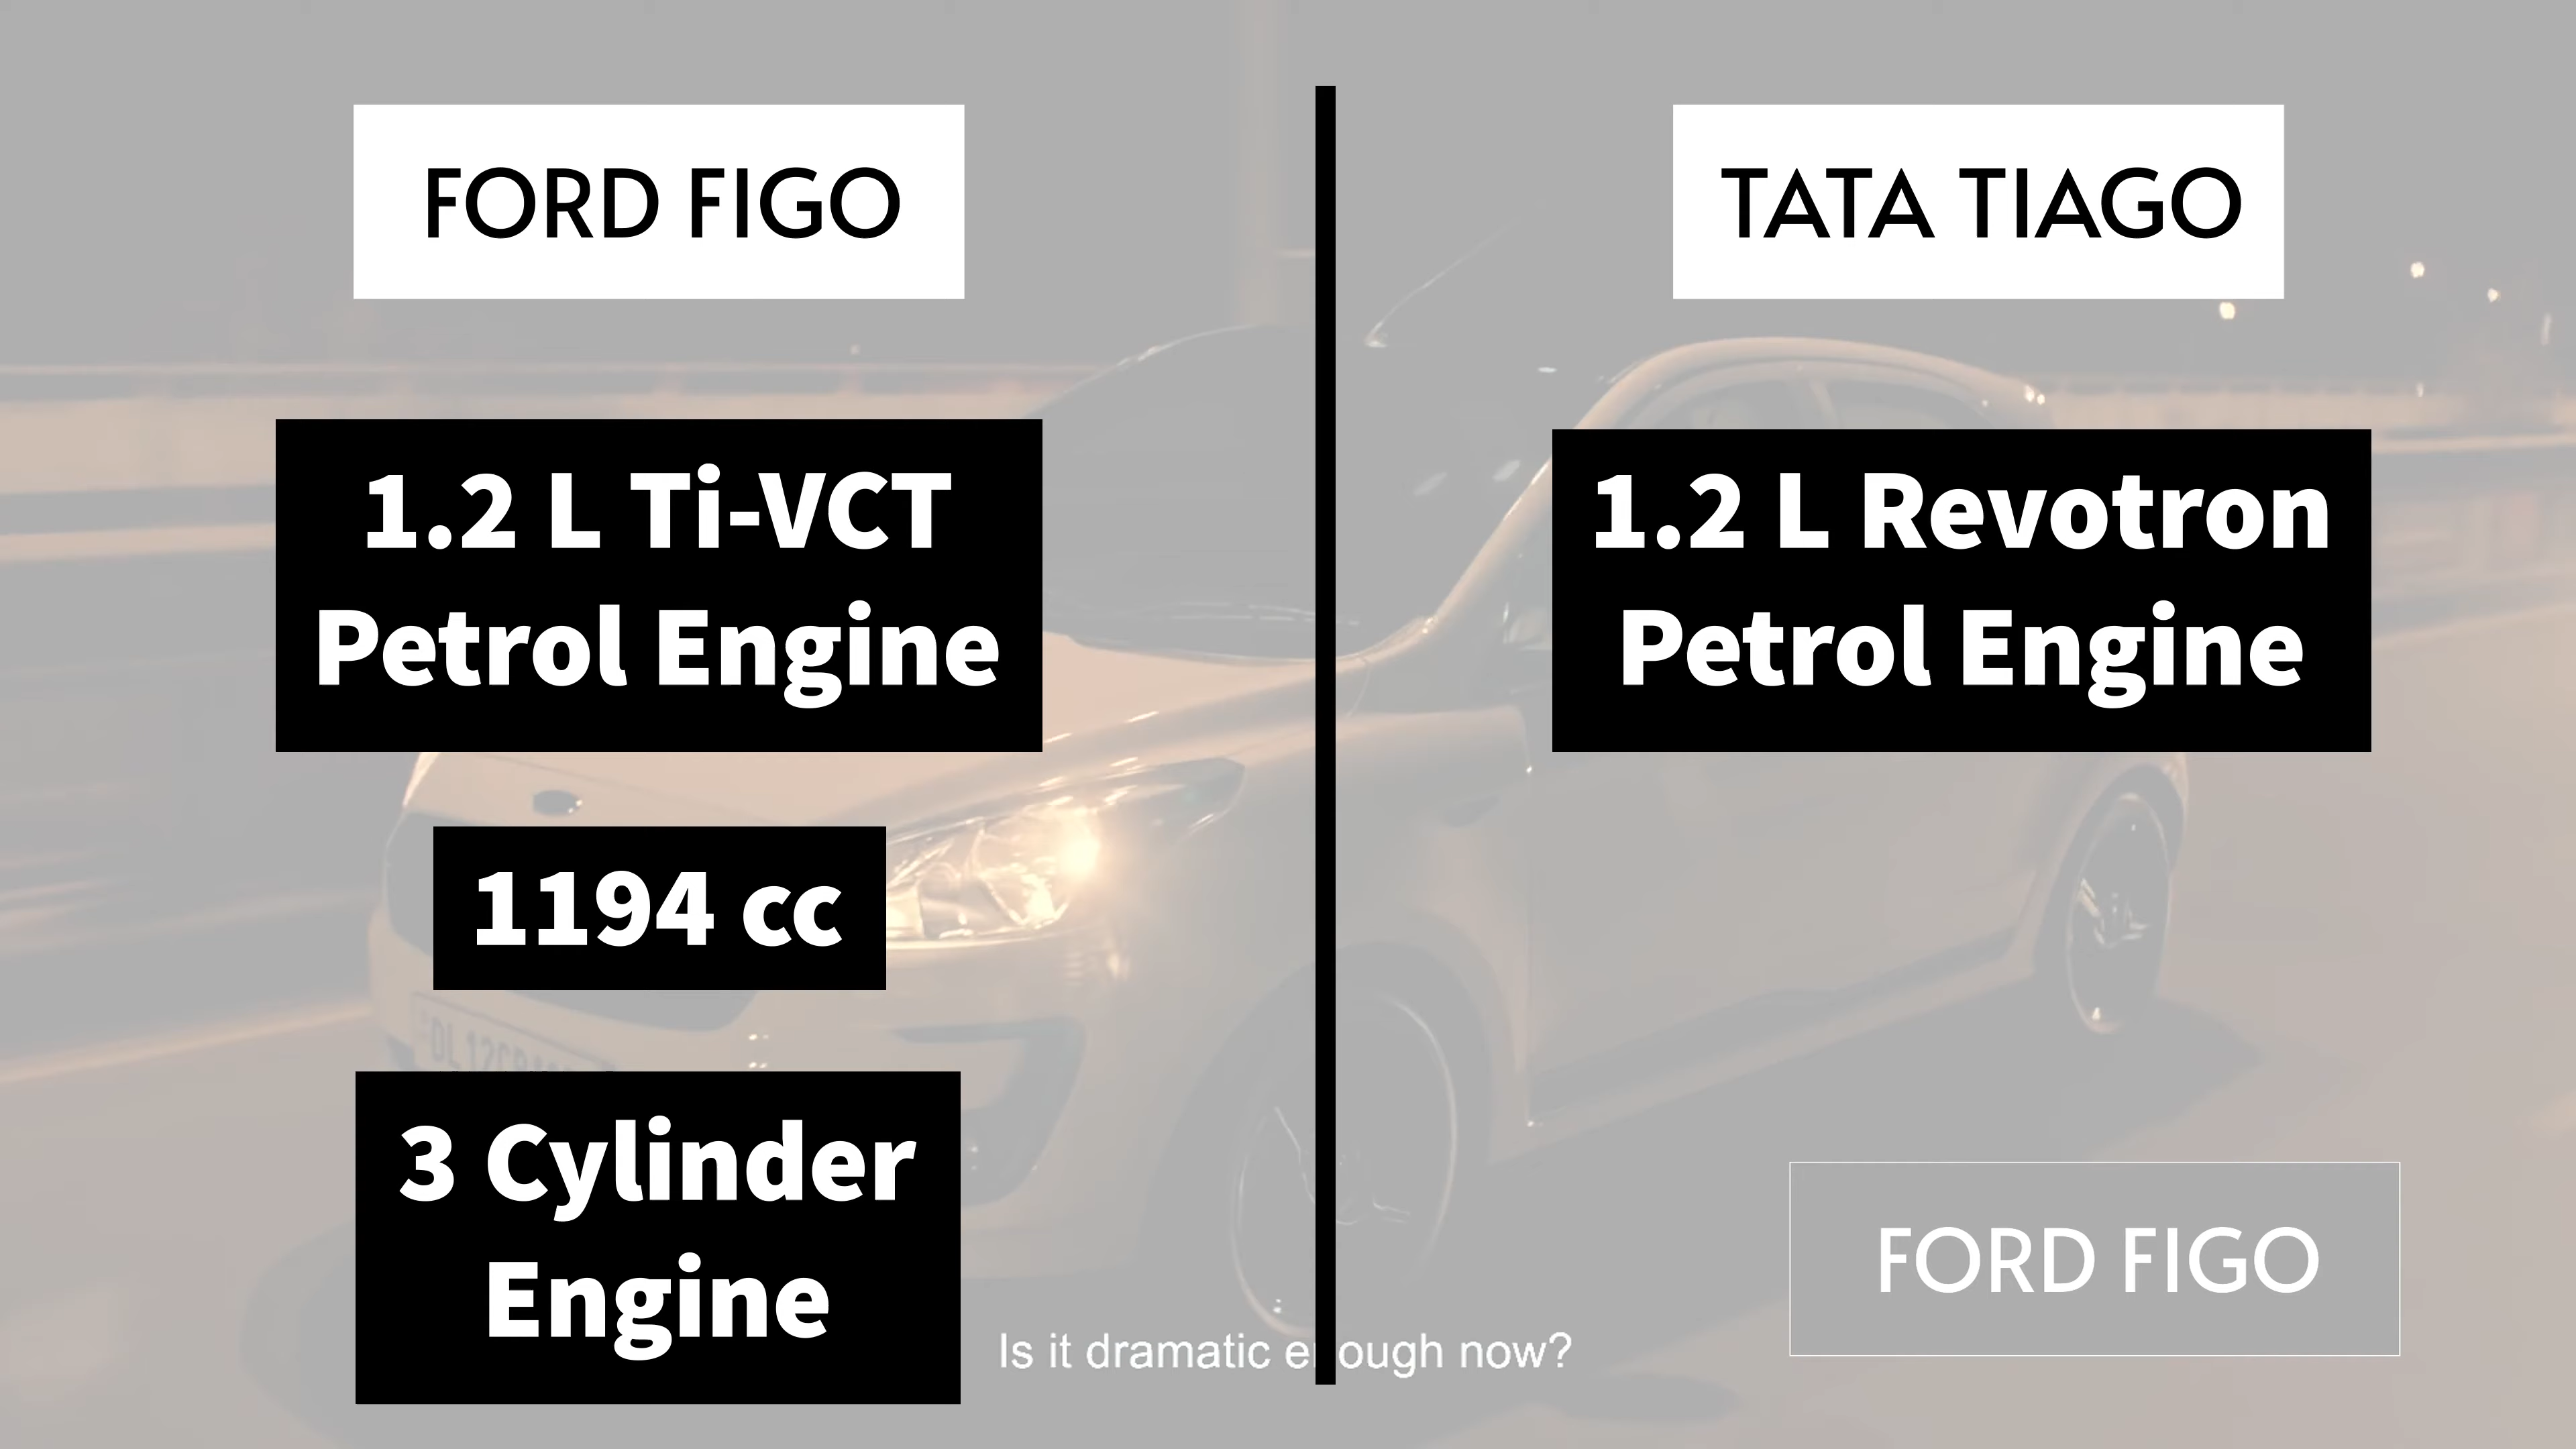 FORD FIGO
1.2 L Ti-VCT
Petrol Engine
1194 cc
3 Cylinder
Engine
TATA TIAGO
1.2 L Revotron
Petrol Engine
FORD FIGO
Is it dramatic enough now?